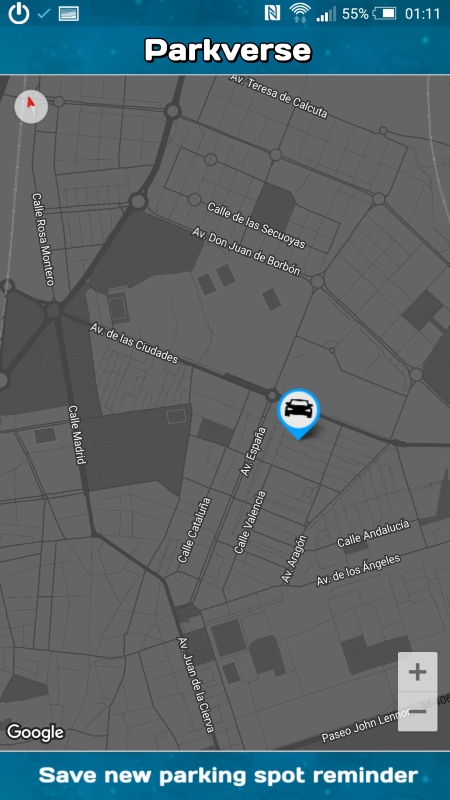 55% 01:11
Parkverse
Av. Teresa de Calcuta
Calle Rosa Montero
Calle de las Secuoyas
Av. Don Juan de Borbón
Av. de las Ciudades
Calle Madrid
Av. España
Calle Cataluña
Calle Valencia
Av. Aragón
Calle Andalucía
Av. de los Ángeles
Av. Juan de la Cierva
Paseo John Lennon
+
−
Google
Save new parking spot reminder